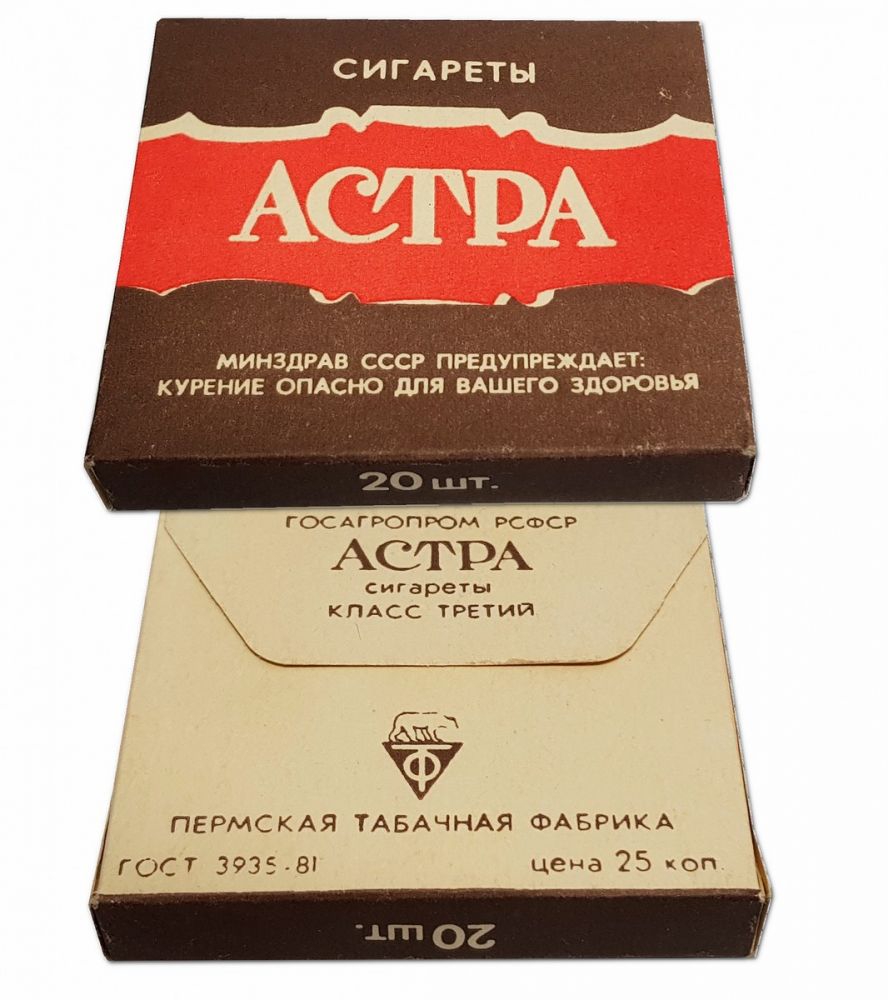 СИГАРЕТЫ
АСТРА
МИНЗДРАВ СССР ПРЕДУПРЕЖДАЕТ:
КУРЕНИЕ ОПАСНО ДЛЯ ВАШЕГО ЗДОРОВЬЯ
20 шт.
ГОСАГРОПРОМ РСФСР
АСТРА
сигареты
КЛАСС ТРЕТИЙ
Ф
ПЕРМСКАЯ ТАБАЧНАЯ ФАБРИКА
ГОСТ 3935-81 цена 25 коп.
20 шт.